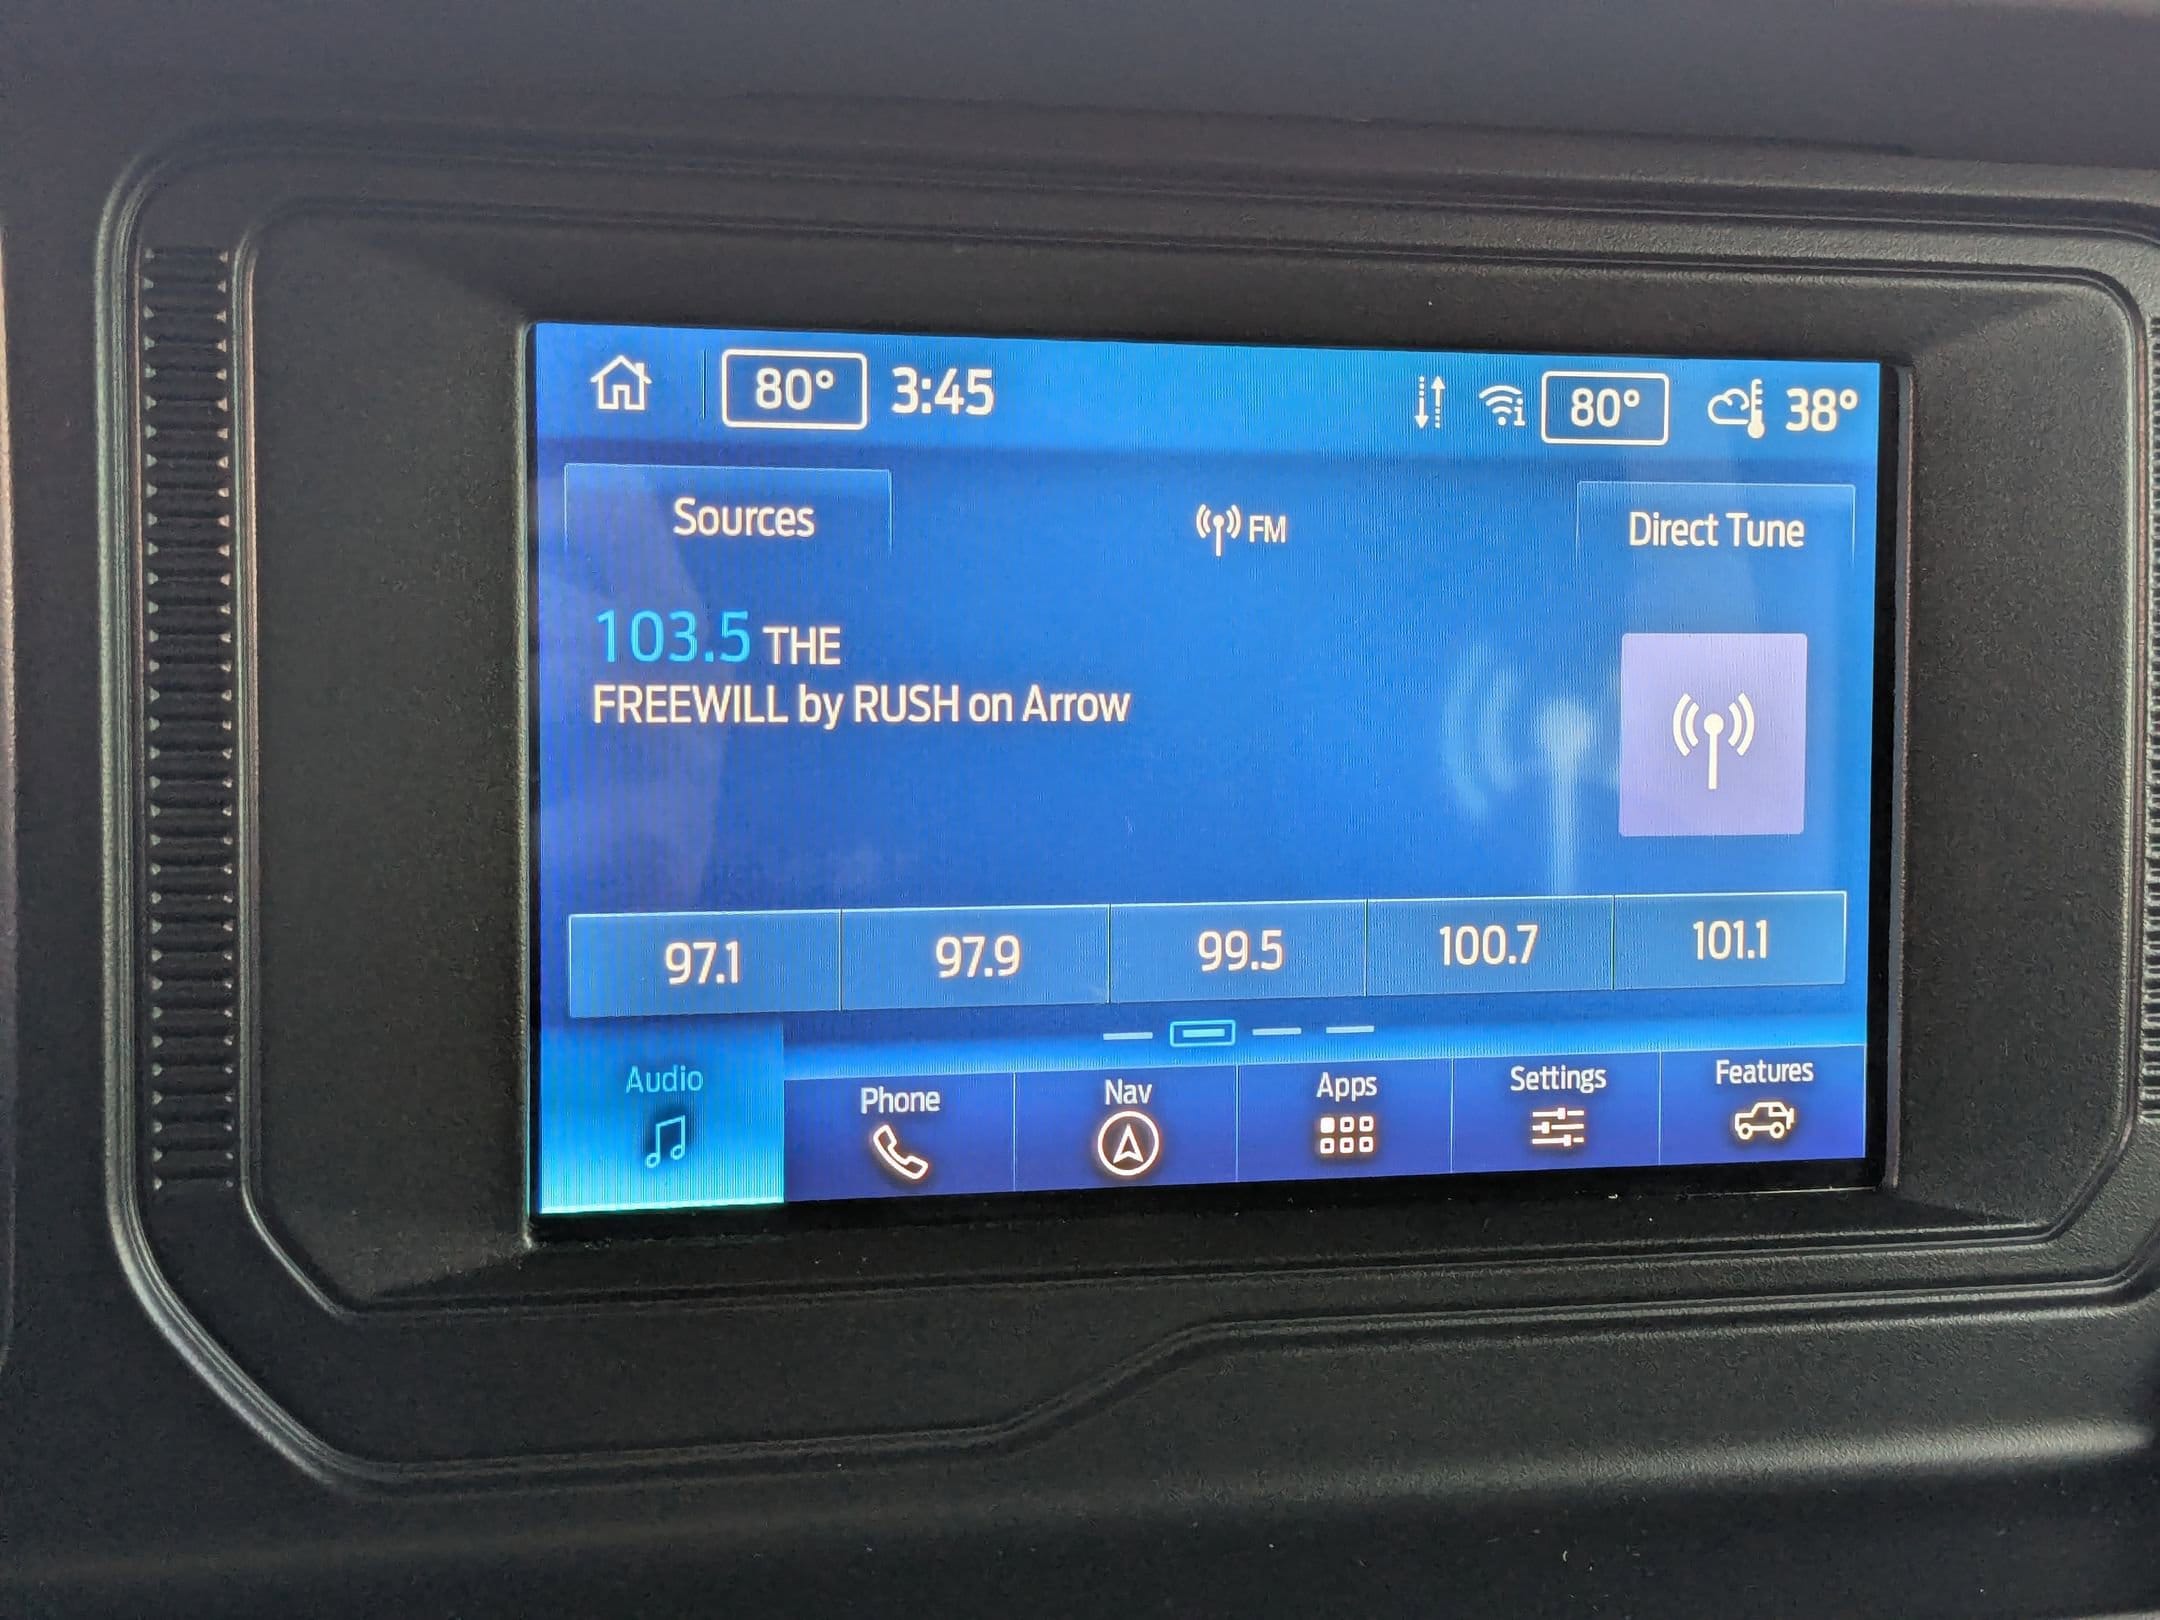 80° 3:45 80° 38°
Sources FM Direct Tune
103.5 THE
FREEWILL by RUSH on Arrow
97.1 97.9 99.5 100.7 101.1
Audio Phone Nav Apps Settings Features